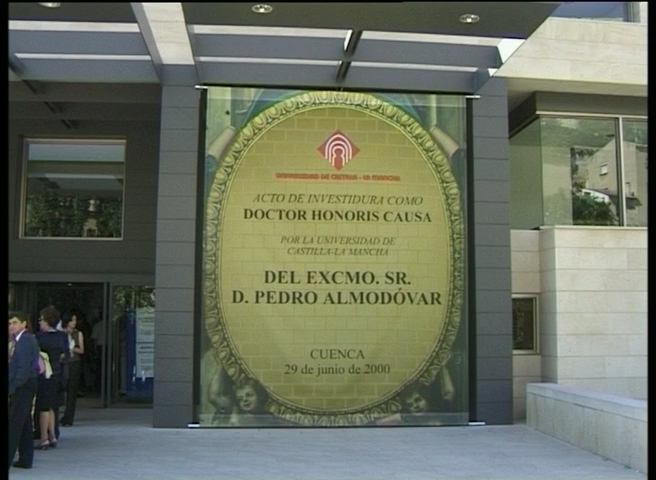 UNIVERSIDAD DE CASTILLA - LA MANCHA
ACTO DE INVESTIDURA COMO
DOCTOR HONORIS CAUSA
POR LA UNIVERSIDAD DE
CASTILLA-LA MANCHA
DEL EXCMO. SR.
D. PEDRO ALMODÓVAR
CUENCA
29 de junio de 2000